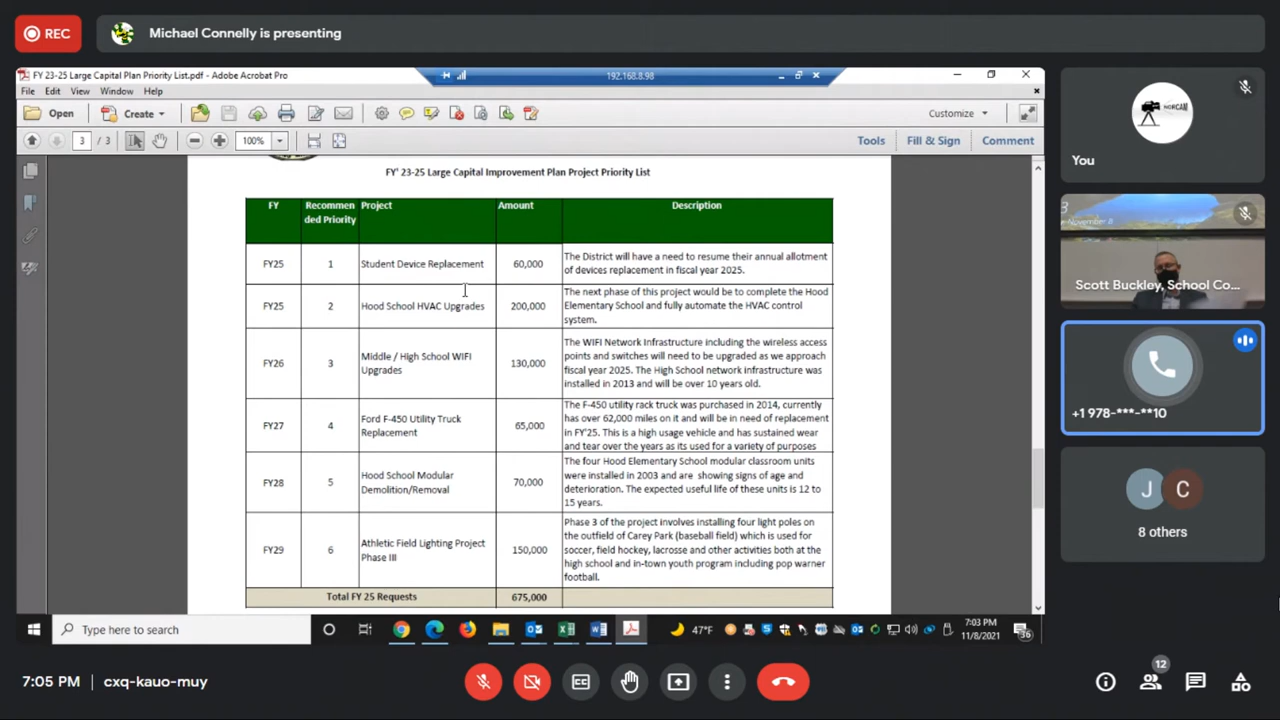 REC
Michael Connelly is presenting
FY 23-25 Large Capital Plan Priority List.pdf - Adobe Acrobat Pro
192.168.8.98
File Edit View Window Help
Open
Create
Customize
3 / 3
100%
Tools Fill & Sign Comment
FY' 23-25 Large Capital Improvement Plan Project Priority List
FY Recommen Project Amount Description
ded Priority
FY25 1 Student Device Replacement 60,000
The District will have a need to resume their annual allotment
of devices replacement in fiscal year 2025.
FY25 2 Hood School HVAC Upgrades 200,000
The next phase of this project would be to complete the Hood
Elementary School and fully automate the HVAC control
system.
FY26 3 Middle / High School WIFI
Upgrades
130,000
The WIFI Network Infrastructure including the wireless access
points and switches will need to be upgraded as we approach
fiscal year 2025. The High School network infrastructure was
installed in 2013 and will be over 10 years old.
FY27 4 Ford F-450 Utility Truck
Replacement
65,000
The F-450 utility rack truck was purchased in 2014, currently
has over 62,000 miles on it and will be in need of replacement
in FY'25. This is a high usage vehicle and has sustained wear
and tear over the years as its used for a variety of purposes
FY28 5 Hood School Modular
Demolition/Removal
70,000
The four Hood Elementary School modular classroom units
were installed in 2003 and are showing signs of age and
deterioration. The expected useful life of these units is 12 to
15 years.
FY29 6 Athletic Field Lighting Project
Phase III
150,000
Phase 3 of the project involves installing four light poles on
the outfield of Carey Park (baseball field) which is used for
soccer, field hockey, lacrosse and other activities both at the
high school and in-town youth program including pop warner
football.
Total FY 25 Requests 675,000
Type here to search
47°F
7:03 PM
11/8/2021
36
NORCAM
You
November 8
Scott Buckley, School Co...
+1 978-***-**10
J C
8 others
7:05 PM | cxq-kauo-muy
CC
12